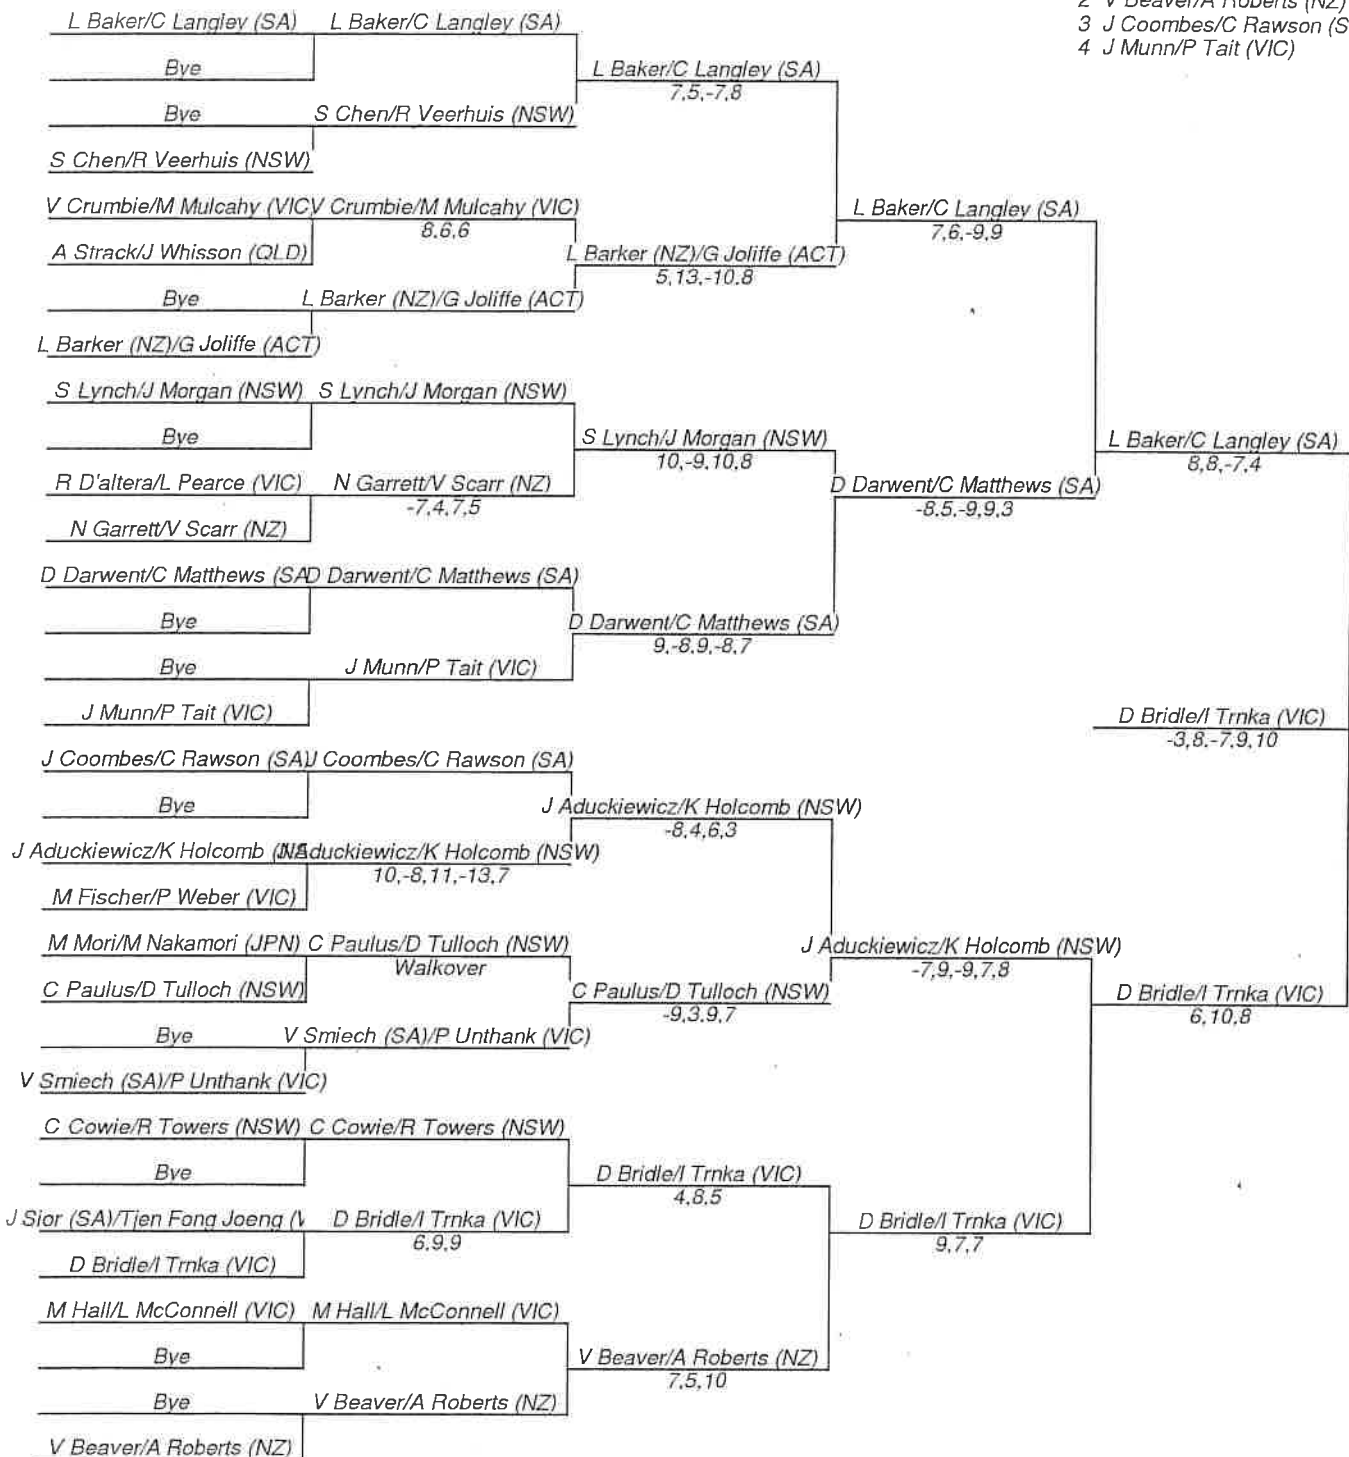 2 V Beaver/A Roberts (NZ)
3 J Coombes/C Rawson (S
4 J Munn/P Tait (VIC)
L Baker/C Langley (SA)
Bye
Bye
S Chen/R Veerhuis (NSW)
V Crumbie/M Mulcahy (VIC)
A Strack/J Whisson (QLD)
Bye
L Barker (NZ)/G Joliffe (ACT)
S Lynch/J Morgan (NSW)
Bye
R D'altera/L Pearce (VIC)
N Garrett/V Scarr (NZ)
D Darwent/C Matthews (SA
Bye
Bye
J Munn/P Tait (VIC)
J Coombes/C Rawson (SA)
Bye
J Aduckiewicz/K Holcomb (NS
M Fischer/P Weber (VIC)
M Mori/M Nakamori (JPN)
C Paulus/D Tulloch (NSW)
Bye
V Smiech (SA)/P Unthank (VIC)
C Cowie/R Towers (NSW)
Bye
J Sior (SA)/Tjen Fong Joeng (V
D Bridle/I Trnka (VIC)
M Hall/L McConnell (VIC)
Bye
Bye
V Beaver/A Roberts (NZ)
L Baker/C Langley (SA)
S Chen/R Veerhuis (NSW)
V Crumbie/M Mulcahy (VIC)
8,6,6
L Barker (NZ)/G Joliffe (ACT)
S Lynch/J Morgan (NSW)
N Garrett/V Scarr (NZ)
-7,4,7,5
D Darwent/C Matthews (SA)
J Munn/P Tait (VIC)
J Coombes/C Rawson (SA)
J Aduckiewicz/K Holcomb (NSW)
10,-8,11,-13,7
C Paulus/D Tulloch (NSW)
Walkover
V Smiech (SA)/P Unthank (VIC)
C Cowie/R Towers (NSW)
D Bridle/I Trnka (VIC)
6,9,9
M Hall/L McConnell (VIC)
V Beaver/A Roberts (NZ)
L Baker/C Langley (SA)
7,5,-7,8
L Barker (NZ)/G Joliffe (ACT)
5,13,-10,8
S Lynch/J Morgan (NSW)
10,-9,10,8
D Darwent/C Matthews (SA)
9,-8,9,-8,7
J Aduckiewicz/K Holcomb (NSW)
-8,4,6,3
C Paulus/D Tulloch (NSW)
-9,3,9,7
D Bridle/I Trnka (VIC)
4,8,5
V Beaver/A Roberts (NZ)
7,5,10
L Baker/C Langley (SA)
7,6,-9,9
D Darwent/C Matthews (SA)
-8,5,-9,9,3
J Aduckiewicz/K Holcomb (NSW)
-7,9,-9,7,8
D Bridle/I Trnka (VIC)
9,7,7
L Baker/C Langley (SA)
8,8,-7,4
D Bridle/I Trnka (VIC)
6,10,8
D Bridle/I Trnka (VIC)
-3,8,-7,9,10